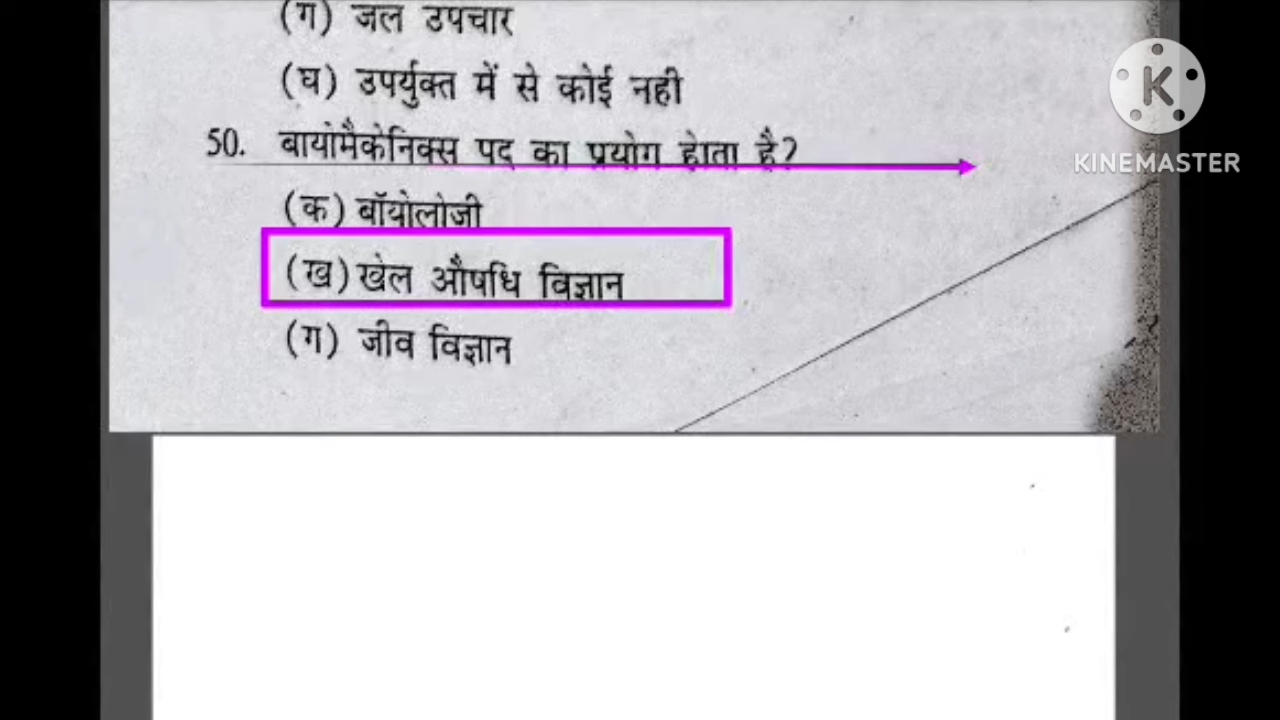 (ग) जल उपचार
(घ) उपर्युक्त में से कोई नही
50. बायोमैकेनिक्स पद का प्रयोग होता है?
(क) बॉयोलोजी
(ख) खेल औषधि विज्ञान
(ग) जीव विज्ञान
K
KINEMASTER